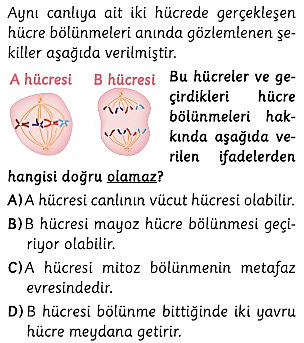 Aynı canlıya ait iki hücrede gerçekleşen
hücre bölünmeleri anında gözlemlenen şe-
killer aşağıda verilmiştir.
A hücresi B hücresi
Bu hücreler ve ge-
çirdikleri hücre
bölünmeleri hak-
kında aşağıda ve-
rilen ifadelerden
hangisi doğru olamaz?
A) A hücresi canlının vücut hücresi olabilir.
B) B hücresi mayoz hücre bölünmesi geçi-
riyor olabilir.
C) A hücresi mitoz bölünmenin metafaz
evresindedir.
D) B hücresi bölünme bittiğinde iki yavru
hücre meydana getirir.